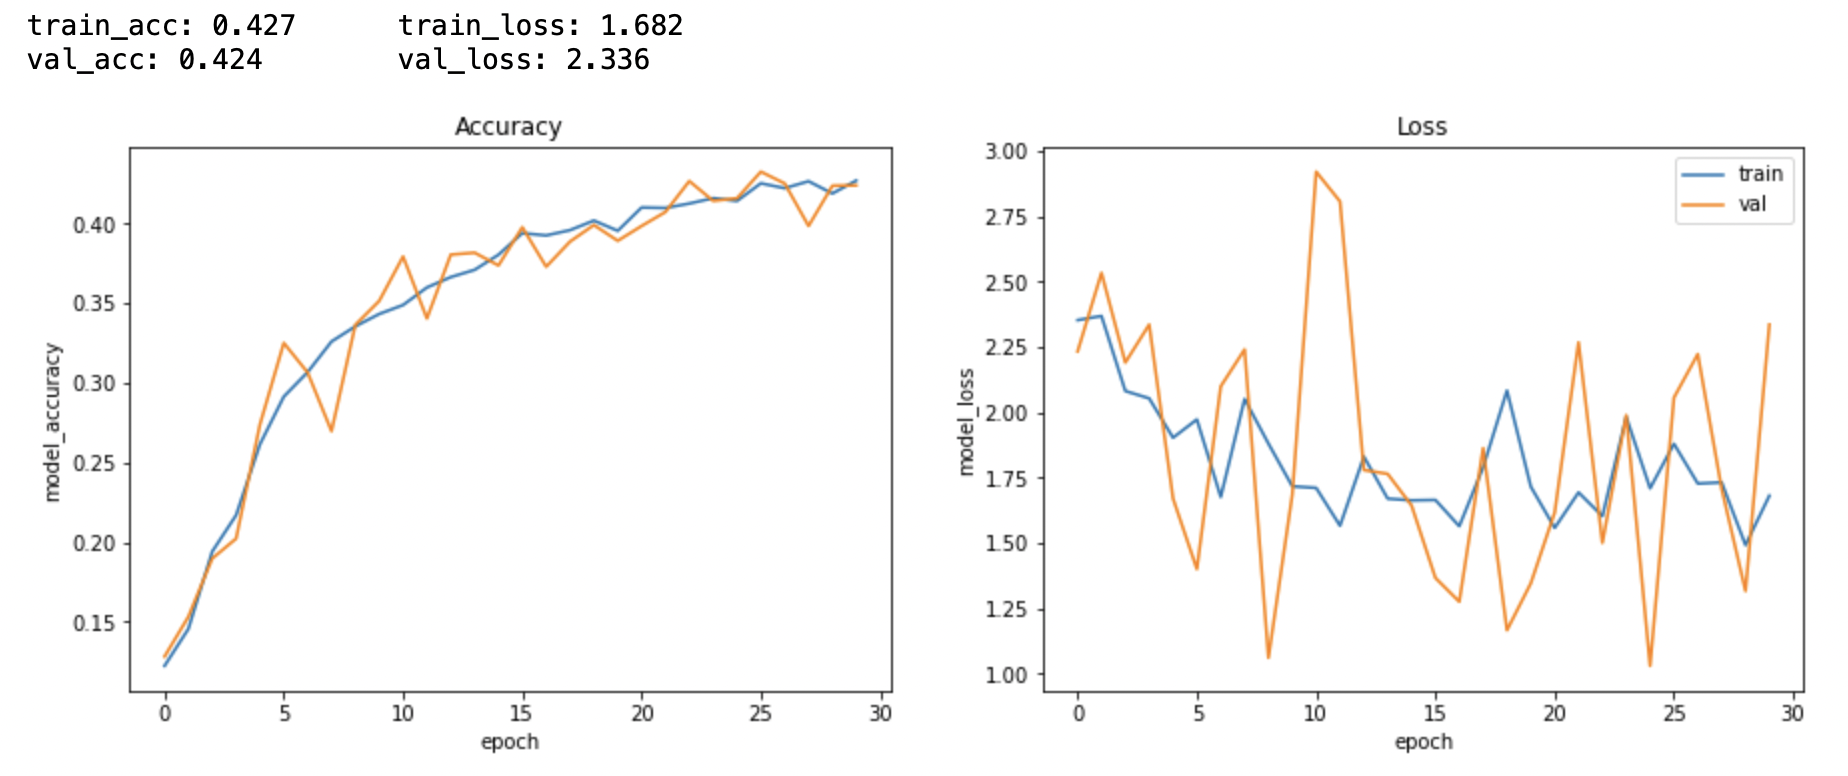 train_acc: 0.427 train_loss: 1.682
val_acc: 0.424 val_loss: 2.336
Accuracy
model_accuracy
0.40
0.35
0.30
0.25
0.20
0.15
0 5 10 15 20 25 30
epoch
Loss
model_loss
3.00
2.75
2.50
2.25
2.00
1.75
1.50
1.25
1.00
train
val
0 5 10 15 20 25 30
epoch